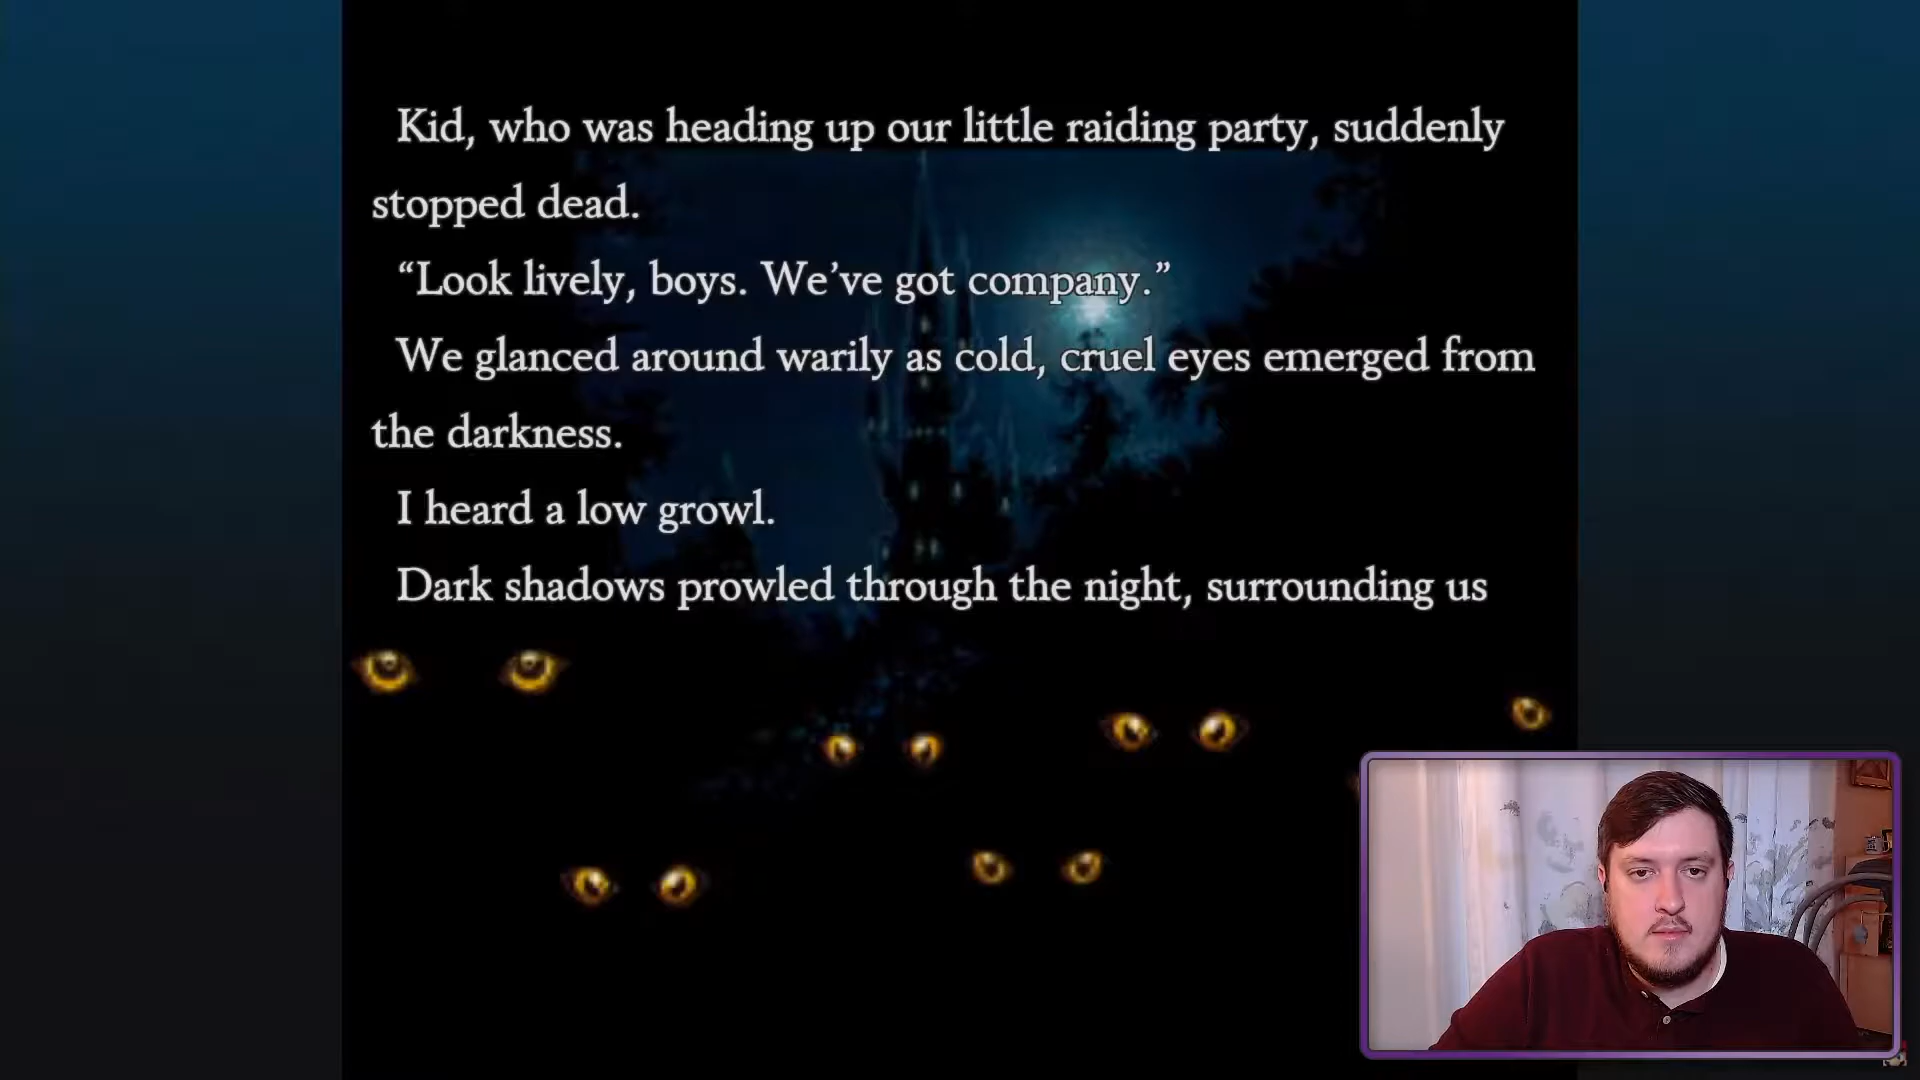 Kid, who was heading up our little raiding party, suddenly
stopped dead.
“Look lively, boys. We’ve got company.”
We glanced around warily as cold, cruel eyes emerged from
the darkness.
I heard a low growl.
Dark shadows prowled through the night, surrounding us